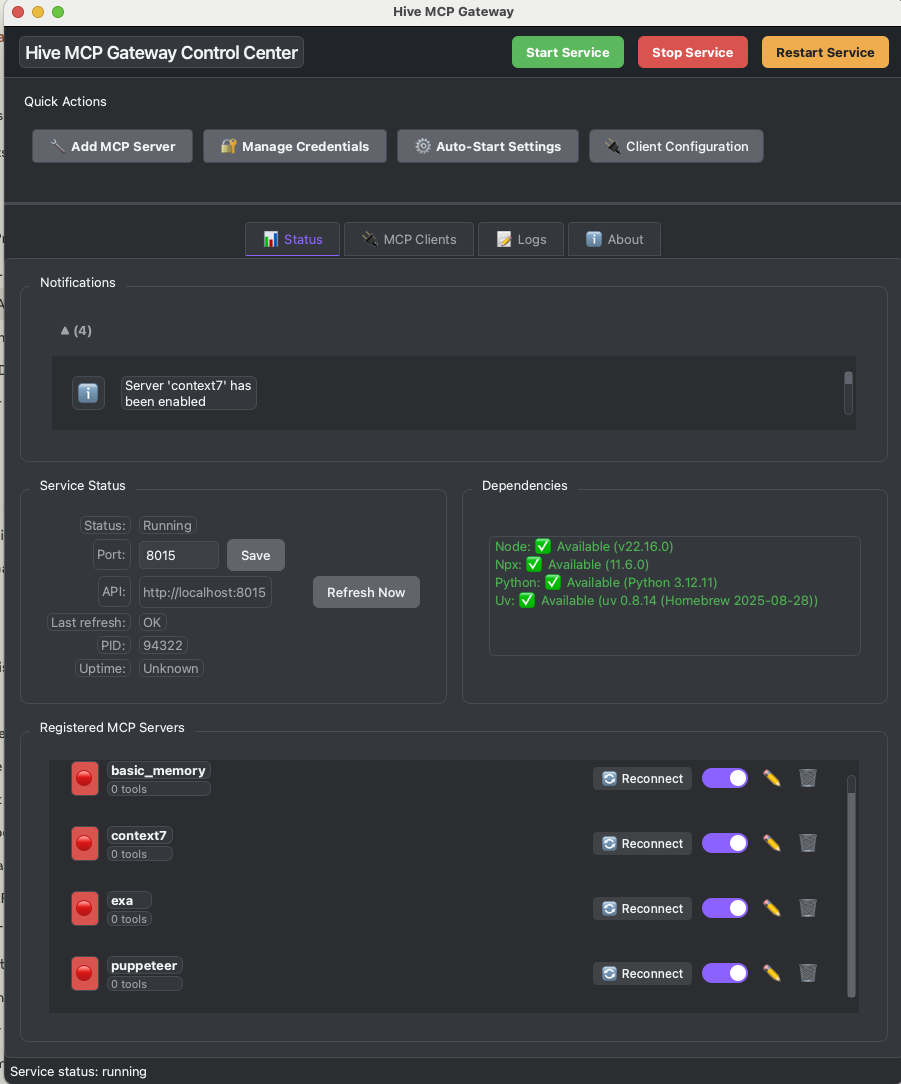 Hive MCP Gateway
Hive MCP Gateway Control Center
Start Service
Stop Service
Restart Service
Quick Actions
Add MCP Server
Manage Credentials
Auto-Start Settings
Client Configuration
Status
MCP Clients
Logs
About
Notifications
▲ (4)
Server 'context7' has
been enabled
Service Status
Status: Running
Port: 8015 Save
API: http://localhost:8015
Refresh Now
Last refresh: OK
PID: 94322
Uptime: Unknown
Dependencies
Node: ✅ Available (v22.16.0)
Npx: ✅ Available (11.6.0)
Python: ✅ Available (Python 3.12.11)
Uv: ✅ Available (uv 0.8.14 (Homebrew 2025-08-28))
Registered MCP Servers
basic_memory
0 tools
Reconnect
context7
0 tools
Reconnect
exa
0 tools
Reconnect
puppeteer
0 tools
Reconnect
Service status: running